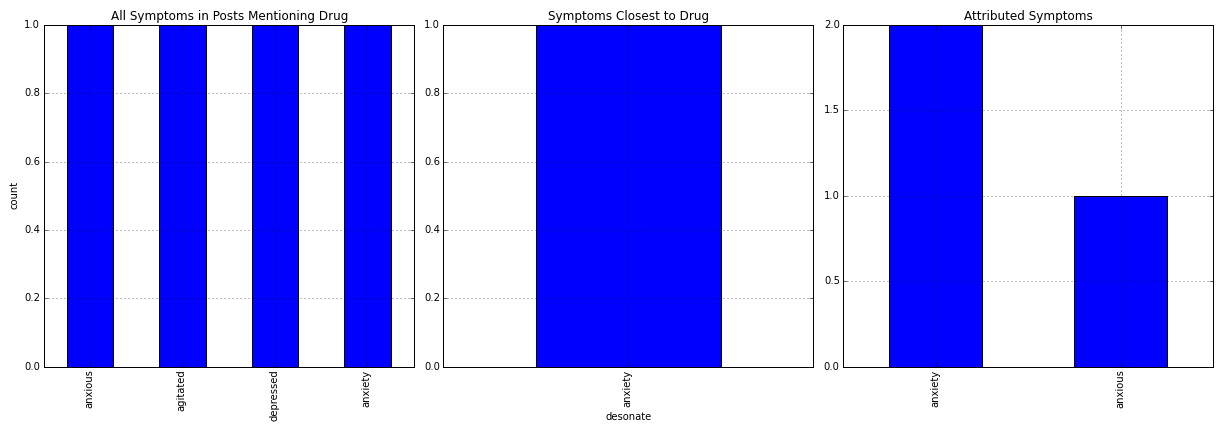 All Symptoms in Posts Mentioning Drug
1.0
0.8
0.6
0.4
0.2
0.0
count
anxious
agitated
depressed
anxiety
Symptoms Closest to Drug
1.0
0.8
0.6
0.4
0.2
0.0
anxiety
desonate
Attributed Symptoms
2.0
1.5
1.0
0.5
0.0
anxiety
anxious